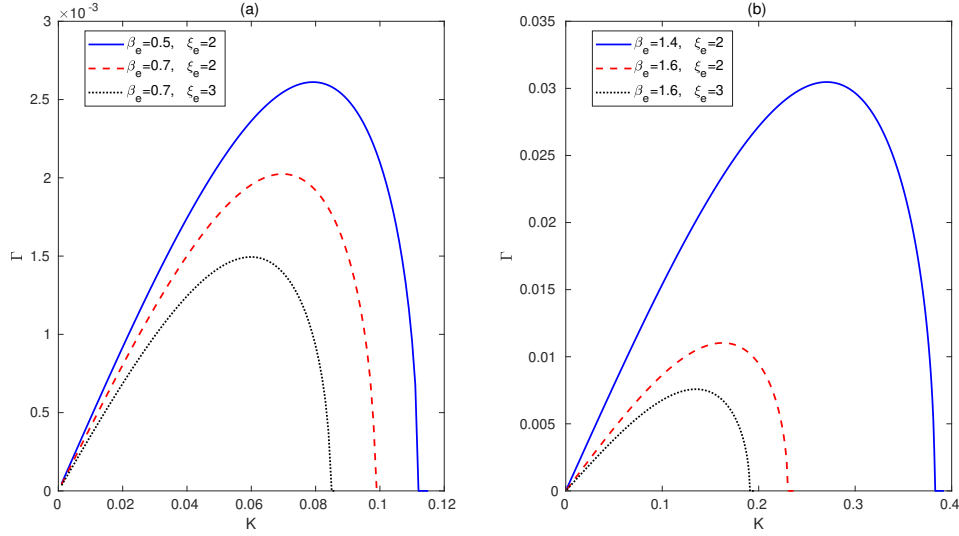 (a)
×10⁻³
β_e=0.5, ξ_e=2
β_e=0.7, ξ_e=2
β_e=0.7, ξ_e=3
3
2.5
2
1.5
1
0.5
0
Γ
0 0.02 0.04 0.06 0.08 0.1 0.12
K
(b)
β_e=1.4, ξ_e=2
β_e=1.6, ξ_e=2
β_e=1.6, ξ_e=3
0.035
0.03
0.025
0.02
0.015
0.01
0.005
0
Γ
0 0.1 0.2 0.3 0.4
K